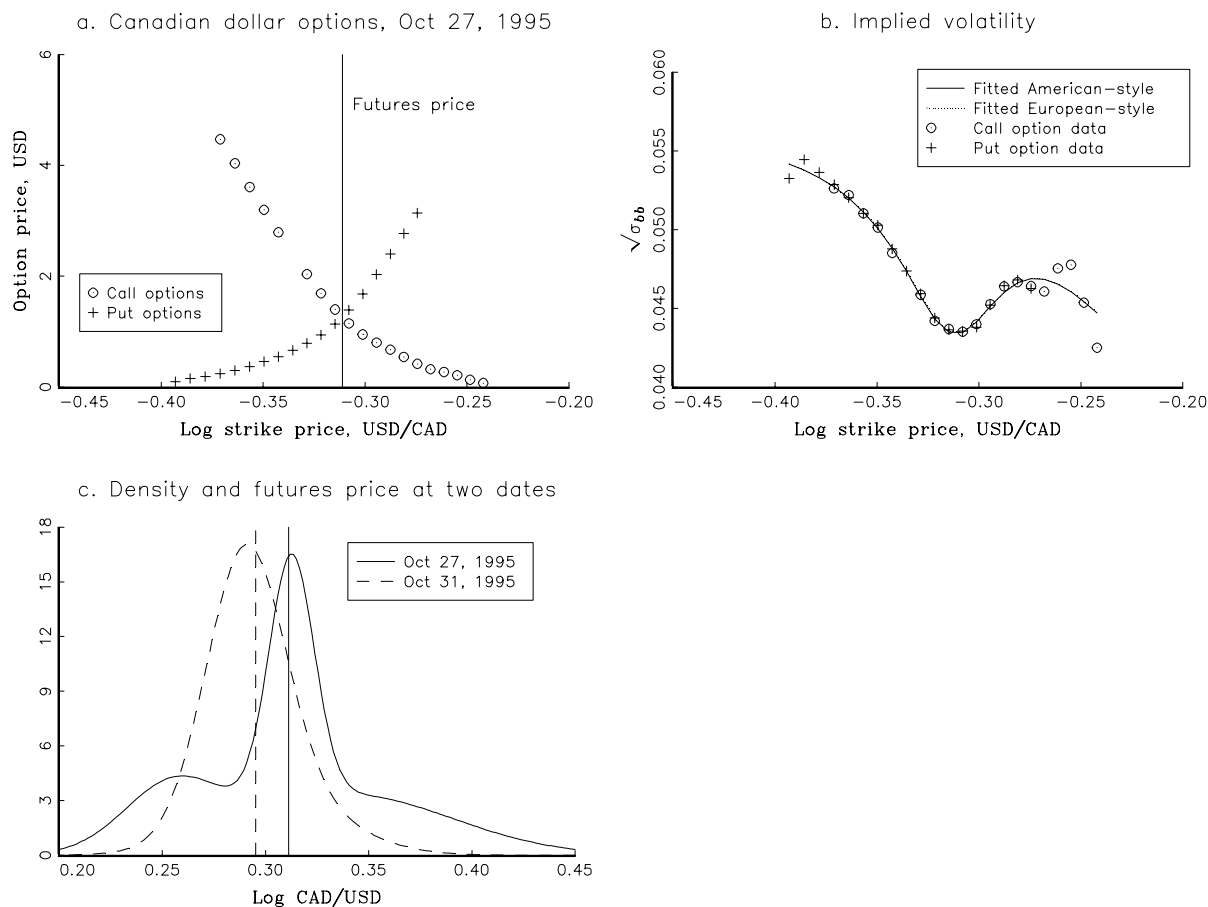 a. Canadian dollar options, Oct 27, 1995
Option price, USD
6
4
2
0
Futures price
Call options
Put options
−0.45 −0.40 −0.35 −0.30 −0.25 −0.20
Log strike price, USD/CAD
b. Implied volatility
√σbb
0.060
0.055
0.050
0.045
0.040
Fitted American−style
Fitted European−style
Call option data
Put option data
−0.45 −0.40 −0.35 −0.30 −0.25 −0.20
Log strike price, USD/CAD
c. Density and futures price at two dates
18
15
12
9
6
3
0
Oct 27, 1995
Oct 31, 1995
0.20 0.25 0.30 0.35 0.40 0.45
Log CAD/USD